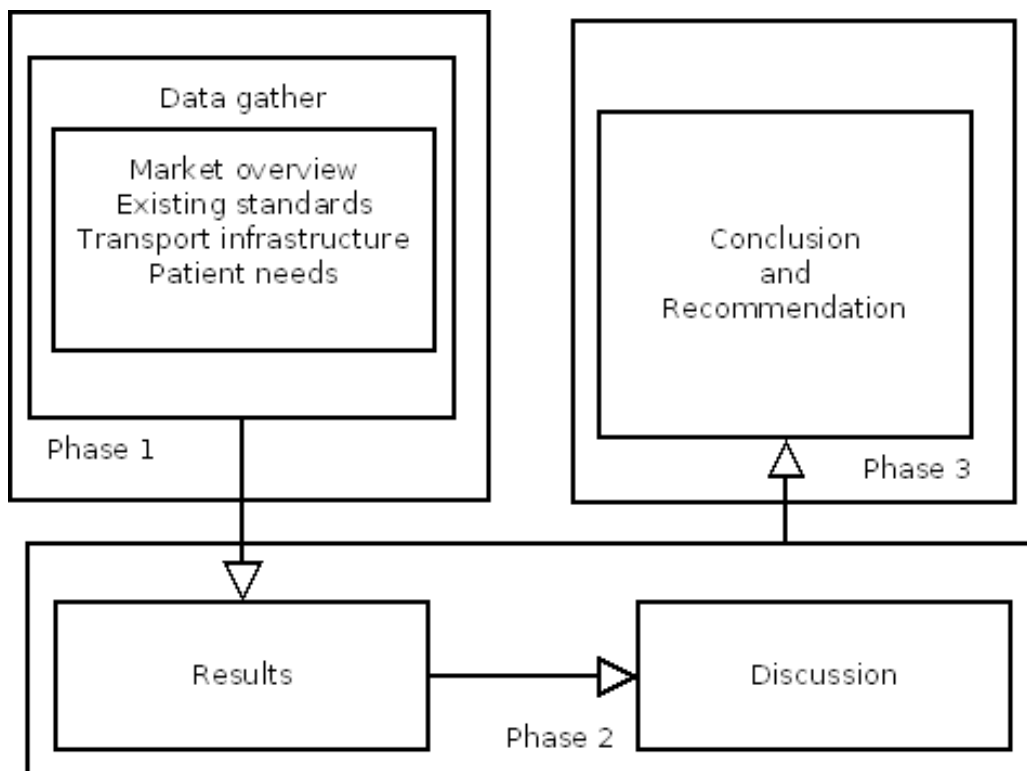 Data gather
Market overview
Existing standards
Transport infrastructure
Patient needs
Phase 1
Conclusion
and
Recommendation
Phase 3
Results
Discussion
Phase 2